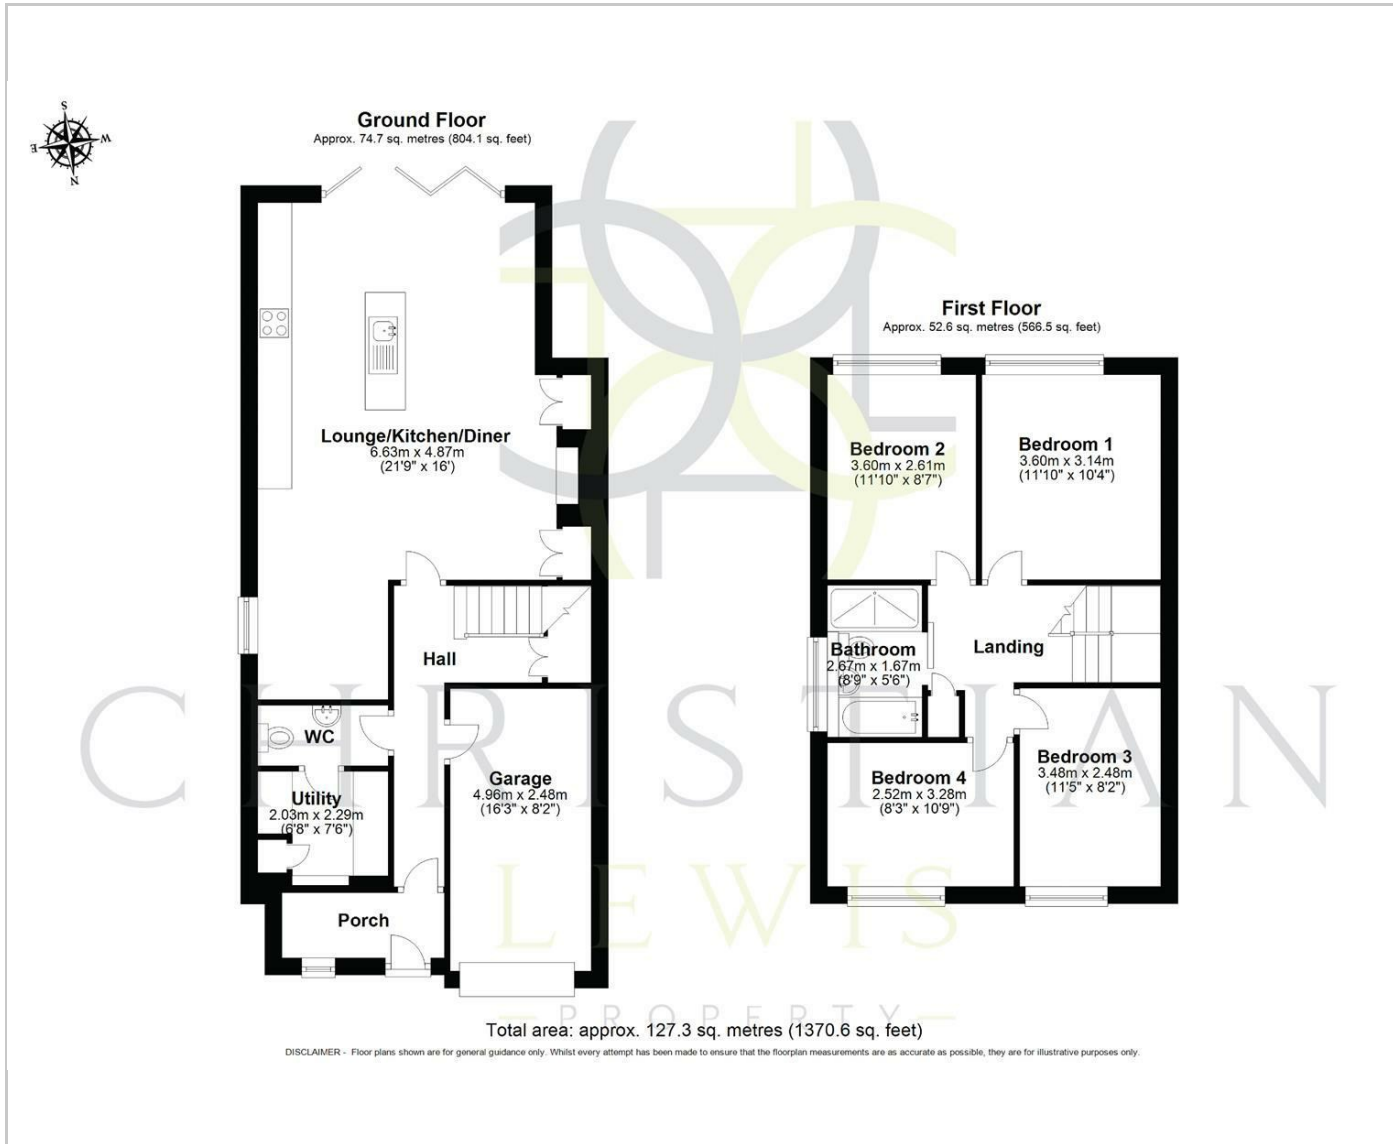 S
W
E
N
Ground Floor
Approx. 74.7 sq. metres (804.1 sq. feet)
Lounge/Kitchen/Diner
6.63m x 4.87m
(21'9" x 16')
Hall
WC
Utility
2.03m x 2.29m
(6'8" x 7'6")
Garage
4.96m x 2.48m
(16'3" x 8'2")
Porch
First Floor
Approx. 52.6 sq. metres (566.5 sq. feet)
Bedroom 2
3.60m x 2.61m
(11'10" x 8'7")
Bedroom 1
3.60m x 3.14m
(11'10" x 10'4")
Bathroom
2.67m x 1.67m
(8'9" x 5'6")
Landing
Bedroom 4
2.52m x 3.28m
(8'3" x 10'9")
Bedroom 3
3.48m x 2.48m
(11'5" x 8'2")
CHRISTIAN
LEWIS
PROPERTY
Total area: approx. 127.3 sq. metres (1370.6 sq. feet)
DISCLAIMER - Floor plans shown are for general guidance only. Whilst every attempt has been made to ensure that the floorplan measurements are as accurate as possible, they are for illustrative purposes only.